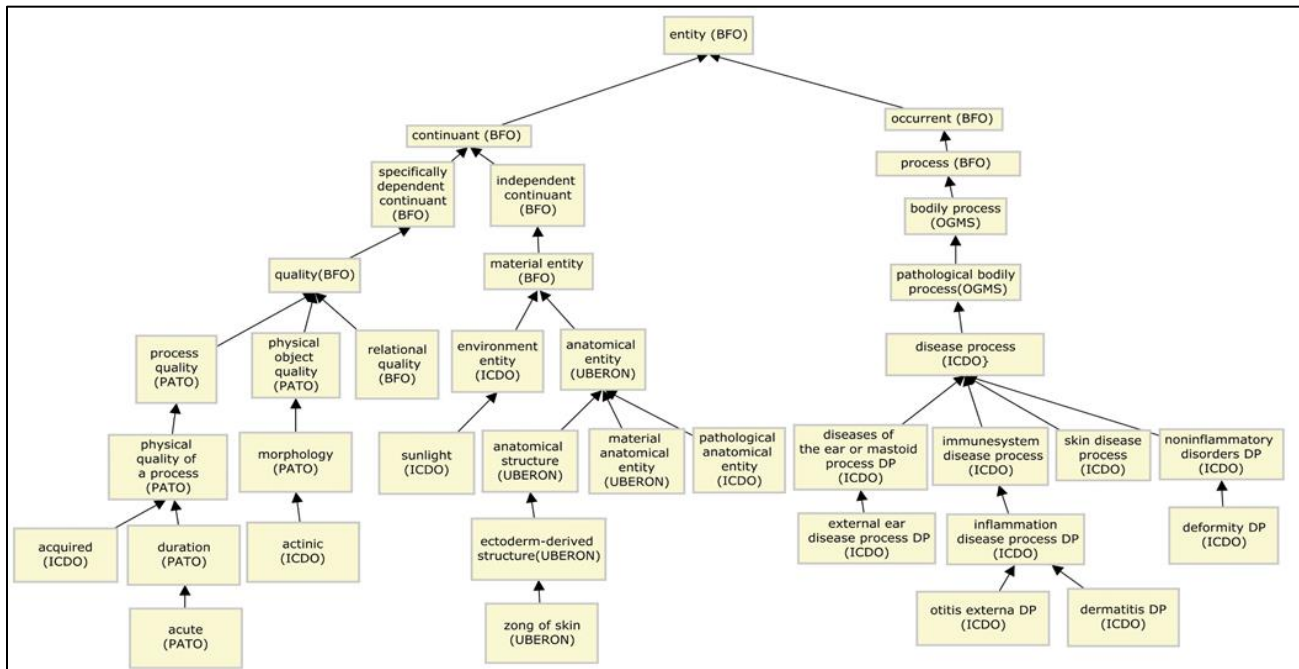 entity (BFO)
continuant (BFO)
occurrent (BFO)
specifically
dependent
continuant
(BFO)
independent
continuant
(BFO)
process (BFO)
bodily process
(OGMS)
quality(BFO)
material entity
(BFO)
pathological bodily
process(OGMS)
process
quality
(PATO)
physical
object
quality
(PATO)
relational
quality
(BFO)
environment
entity
(ICDO)
anatomical
entity
(UBERON)
disease process
(ICDO}
physical
quality of
a process
(PATO)
morphology
(PATO)
sunlight
(ICDO)
anatomical
structure
(UBERON)
material
anatomical
entity
(UBERON)
pathological
anatomical
entity
(ICDO)
diseases of
the ear or mastoid
process DP
(ICDO)
immunesystem
disease process
(ICDO)
skin disease
process
(ICDO)
noninflammatory
disorders DP
(ICDO)
acquired
(ICDO)
duration
(PATO)
actinic
(ICDO)
ectoderm-derived
structure(UBERON)
external ear
disease process DP
(ICDO)
inflammation
disease process DP
(ICDO)
deformity DP
(ICDO)
acute
(PATO)
zong of skin
(UBERON)
otitis externa DP
(ICDO)
dermatitis DP
(ICDO)